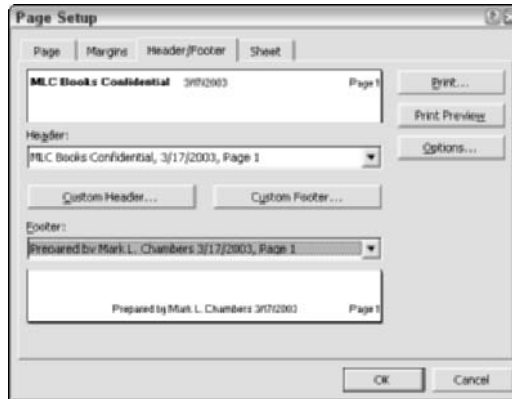 Page Setup
Page Margins Header/Footer Sheet
MLC Books Confidential 3/17/2003 Page 1
Print...
Print Preview
Header:
Options...
MLC Books Confidential, 3/17/2003, Page 1
Custom Header... Custom Footer...
Footer:
Prepared by Mark L. Chambers 3/17/2003, Page 1
Prepared by Mark L. Chambers 3/17/2003 Page 1
OK Cancel